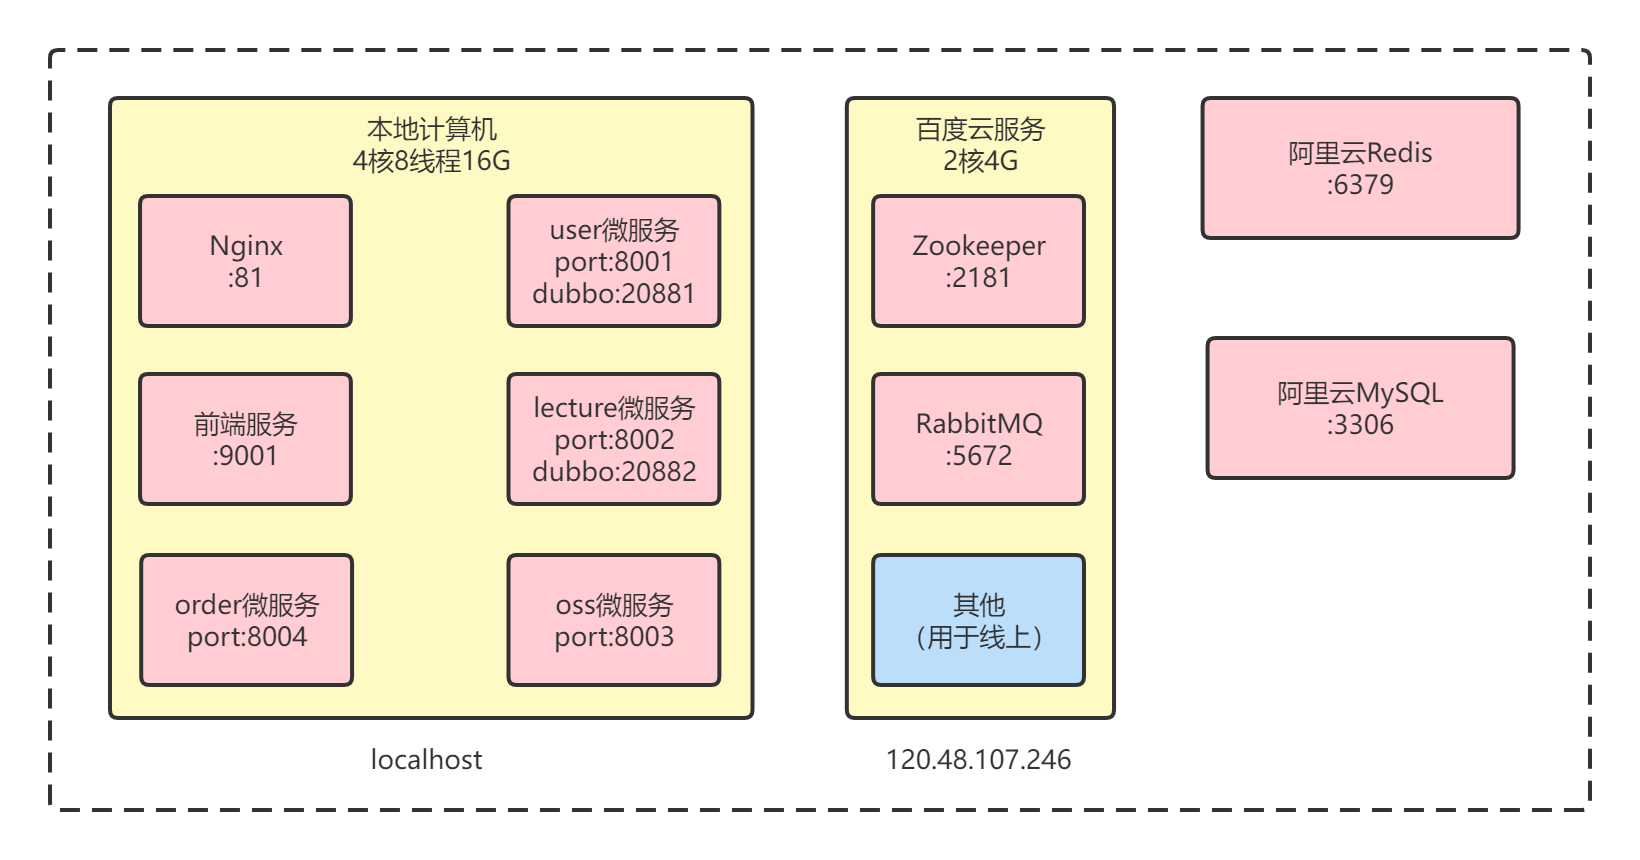 本地计算机
4核8线程16G
Nginx
:81
user微服务
port:8001
dubbo:20881
前端服务
:9001
lecture微服务
port:8002
dubbo:20882
order微服务
port:8004
oss微服务
port:8003
localhost
百度云服务
2核4G
Zookeeper
:2181
RabbitMQ
:5672
其他
（用于线上）
120.48.107.246
阿里云Redis
:6379
阿里云MySQL
:3306